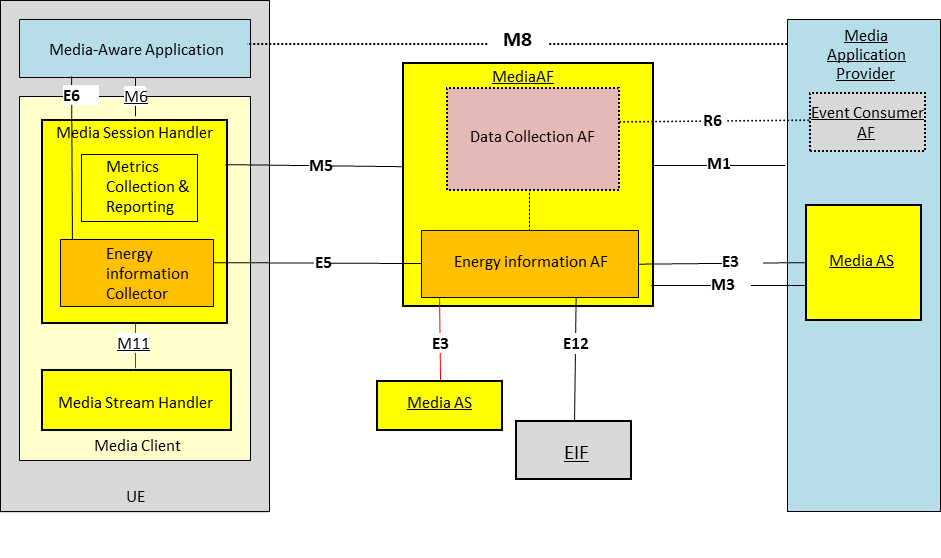 Media-Aware Application
M8
Media
Application
Provider
E6
M6
MediaAF
Event Consumer
AF
Data Collection AF
R6
Media Session Handler
Metrics
Collection &
Reporting
M5
M1
Energy
information
Collector
E5
Energy information AF
E3
M3
Media AS
M11
E3
E12
Media Stream Handler
Media AS
Media Client
EIF
UE